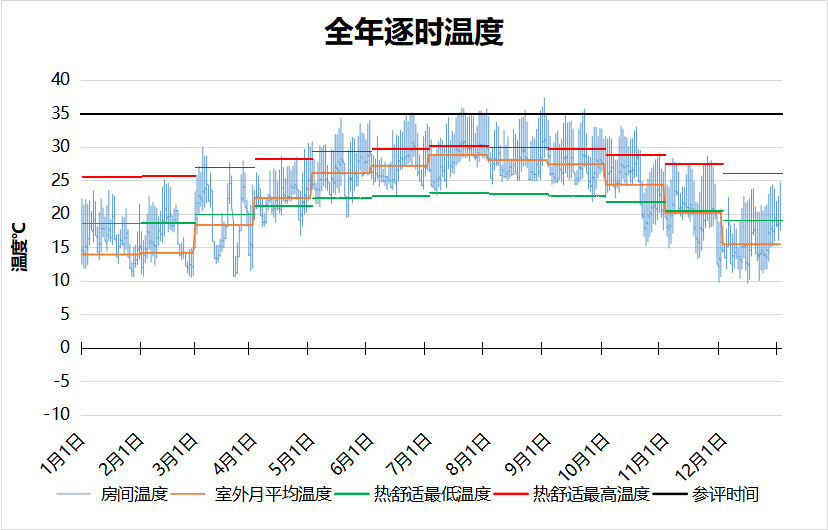 全年逐时温度
40
35
30
25
20
15
10
5
0
-5
-10
温度℃
1月1日
2月1日
3月1日
4月1日
5月1日
6月1日
7月1日
8月1日
9月1日
10月1日
11月1日
12月1日
房间温度 室外月平均温度 热舒适最低温度 热舒适最高温度 参评时间